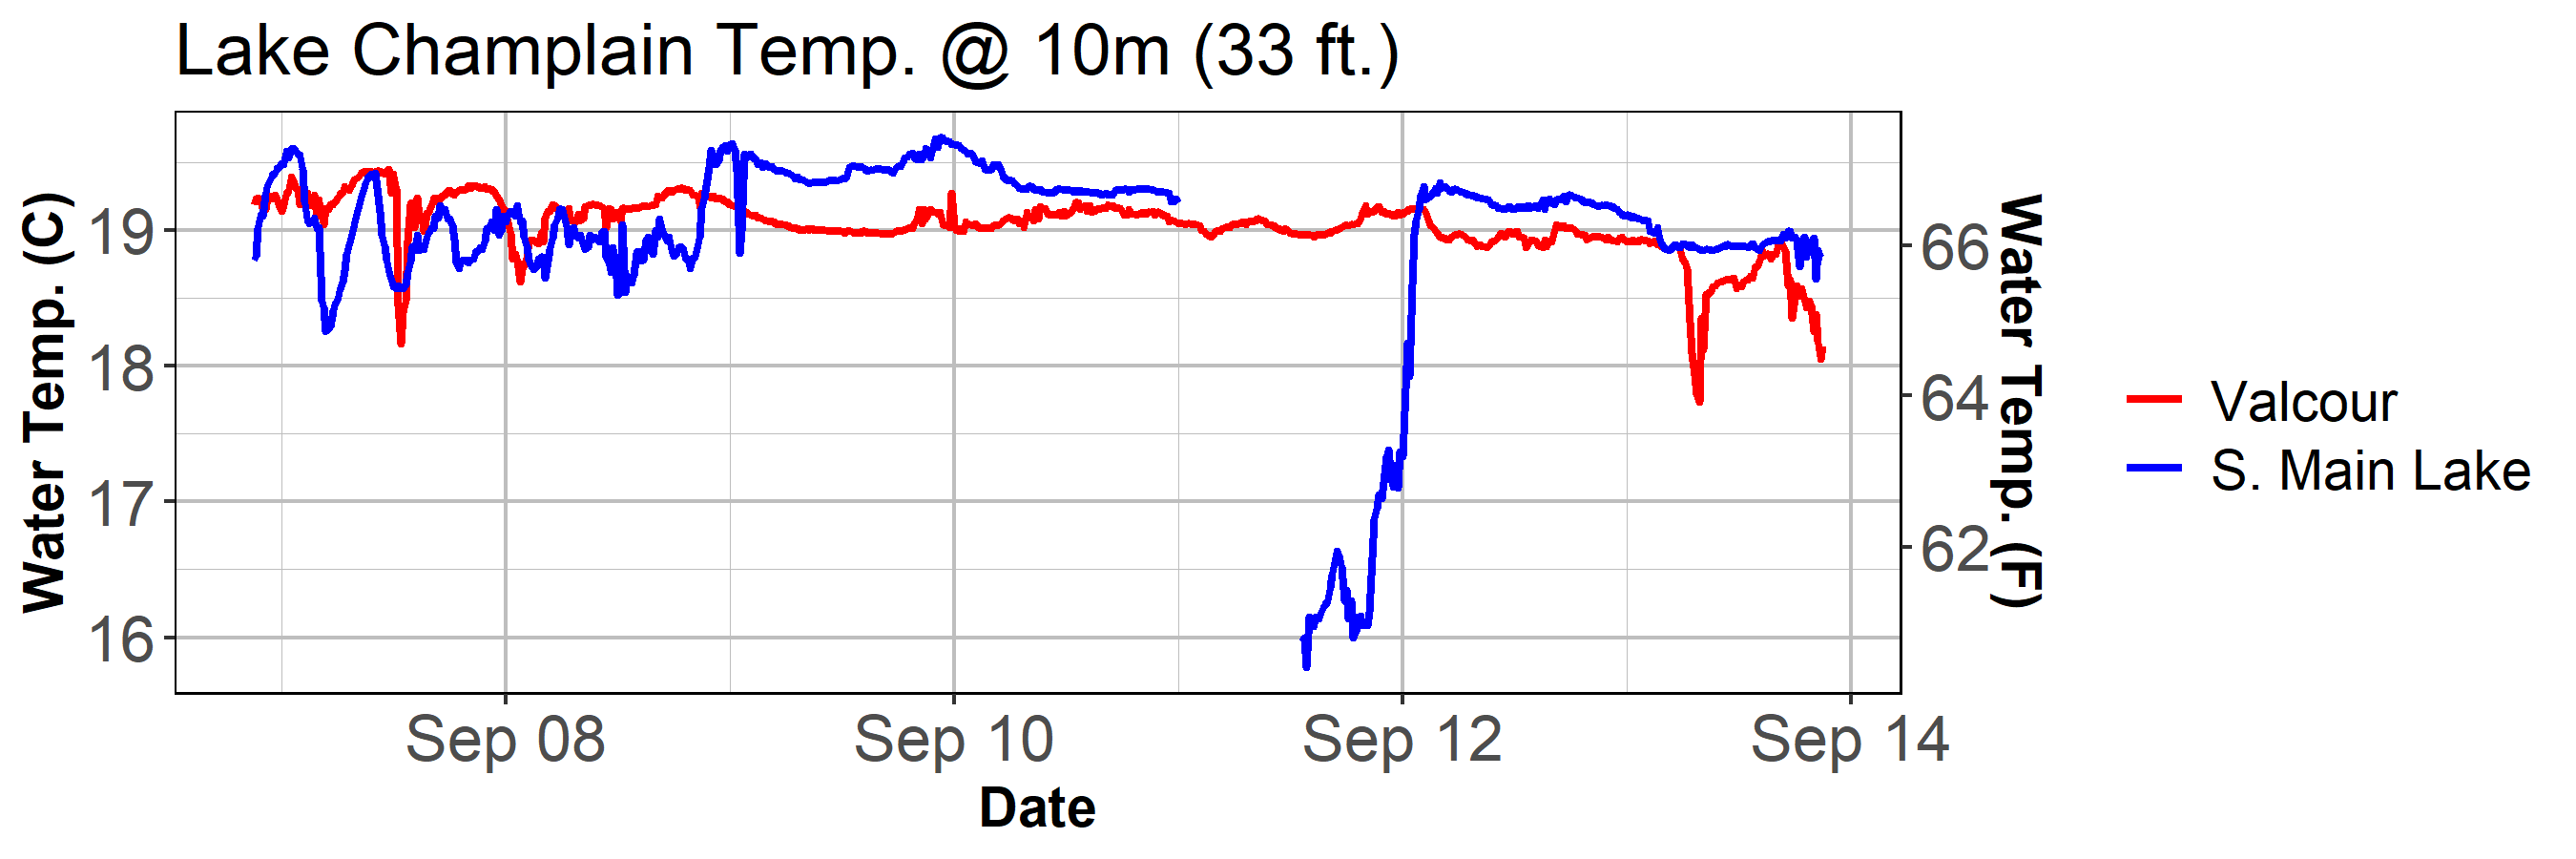 Lake Champlain Temp. @ 10m (33 ft.)
Water Temp. (C)
19
18
17
16
66
64
62
Water Temp. (F)
Sep 08
Sep 10
Sep 12
Sep 14
Date
Valcour
S. Main Lake